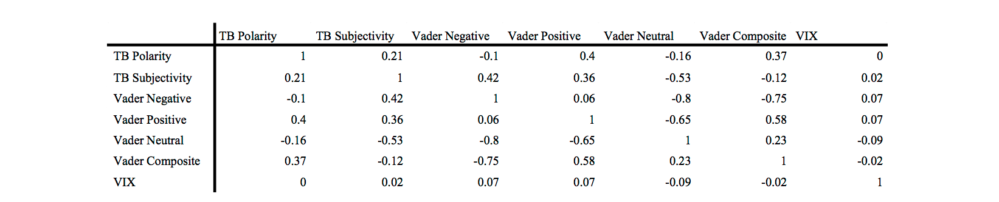 TB Polarity TB Subjectivity Vader Negative Vader Positive Vader Neutral Vader Composite VIX
TB Polarity 1 0.21 -0.1 0.4 -0.16 0.37 0
TB Subjectivity 0.21 1 0.42 0.36 -0.53 -0.12 0.02
Vader Negative -0.1 0.42 1 0.06 -0.8 -0.75 0.07
Vader Positive 0.4 0.36 0.06 1 -0.65 0.58 0.07
Vader Neutral -0.16 -0.53 -0.8 -0.65 1 0.23 -0.09
Vader Composite 0.37 -0.12 -0.75 0.58 0.23 1 -0.02
VIX 0 0.02 0.07 0.07 -0.09 -0.02 1